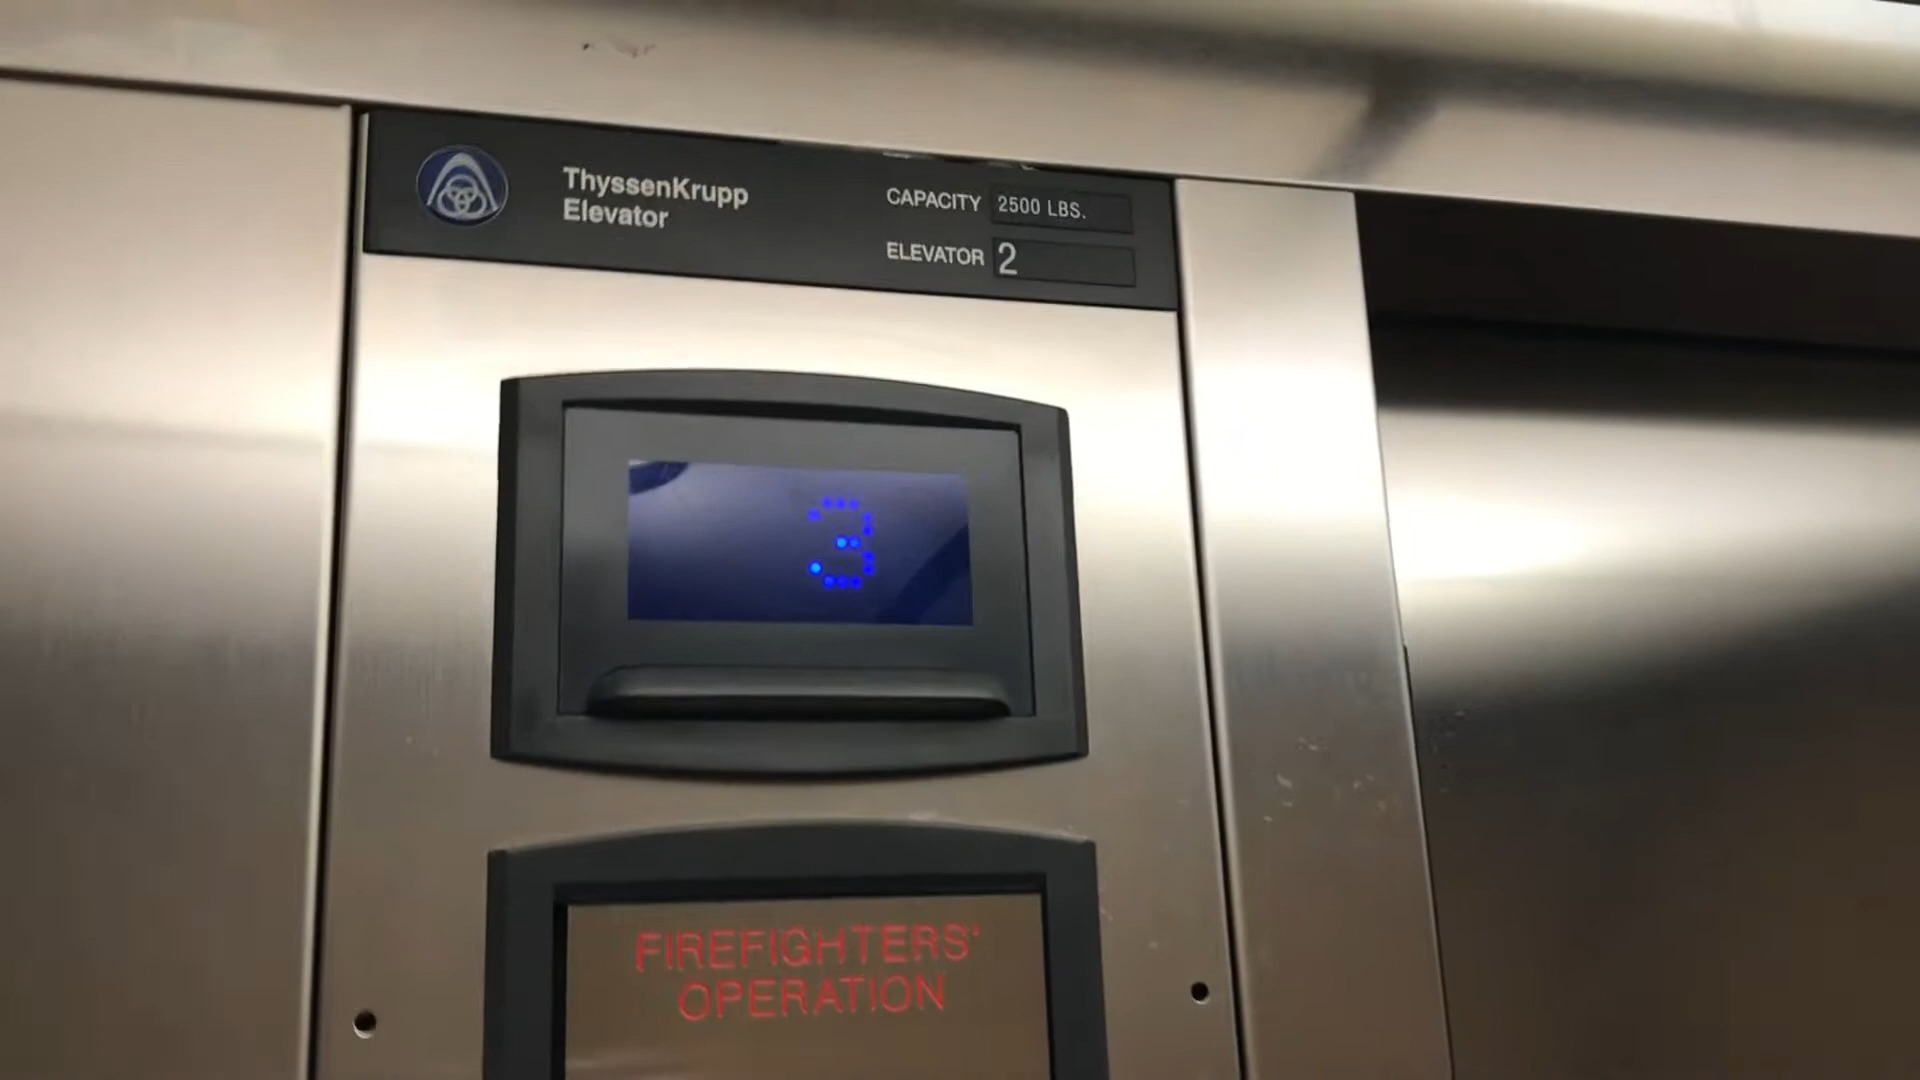 ThyssenKrupp
Elevator
CAPACITY 2500 LBS.
ELEVATOR 2
3
FIREFIGHTERS'
OPERATION